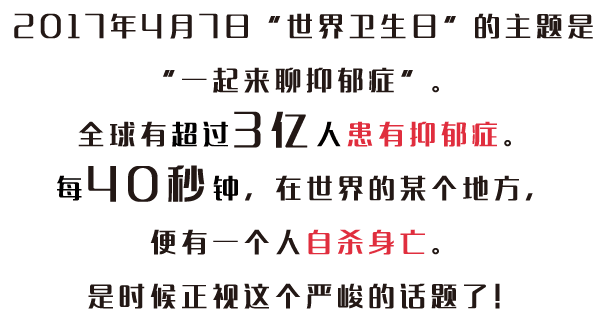 2017年4月7日“世界卫生日”的主题是
“一起来聊抑郁症”。
全球有超过3亿人患有抑郁症。
每40秒钟，在世界的某个地方，
便有一个人自杀身亡。
是时候正视这个严峻的话题了！